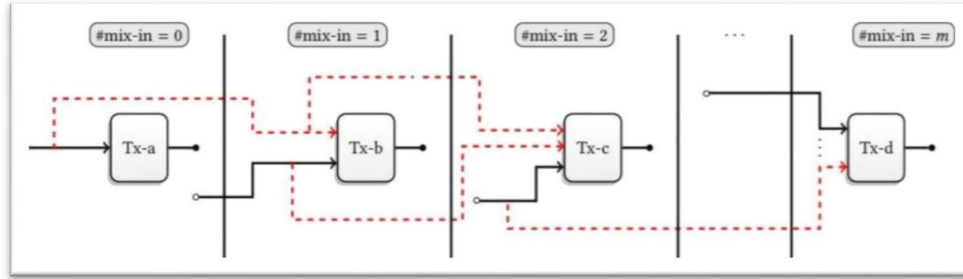 #mix-in = 0
#mix-in = 1
#mix-in = 2
...
#mix-in = m
Tx-a
Tx-b
Tx-c
Tx-d